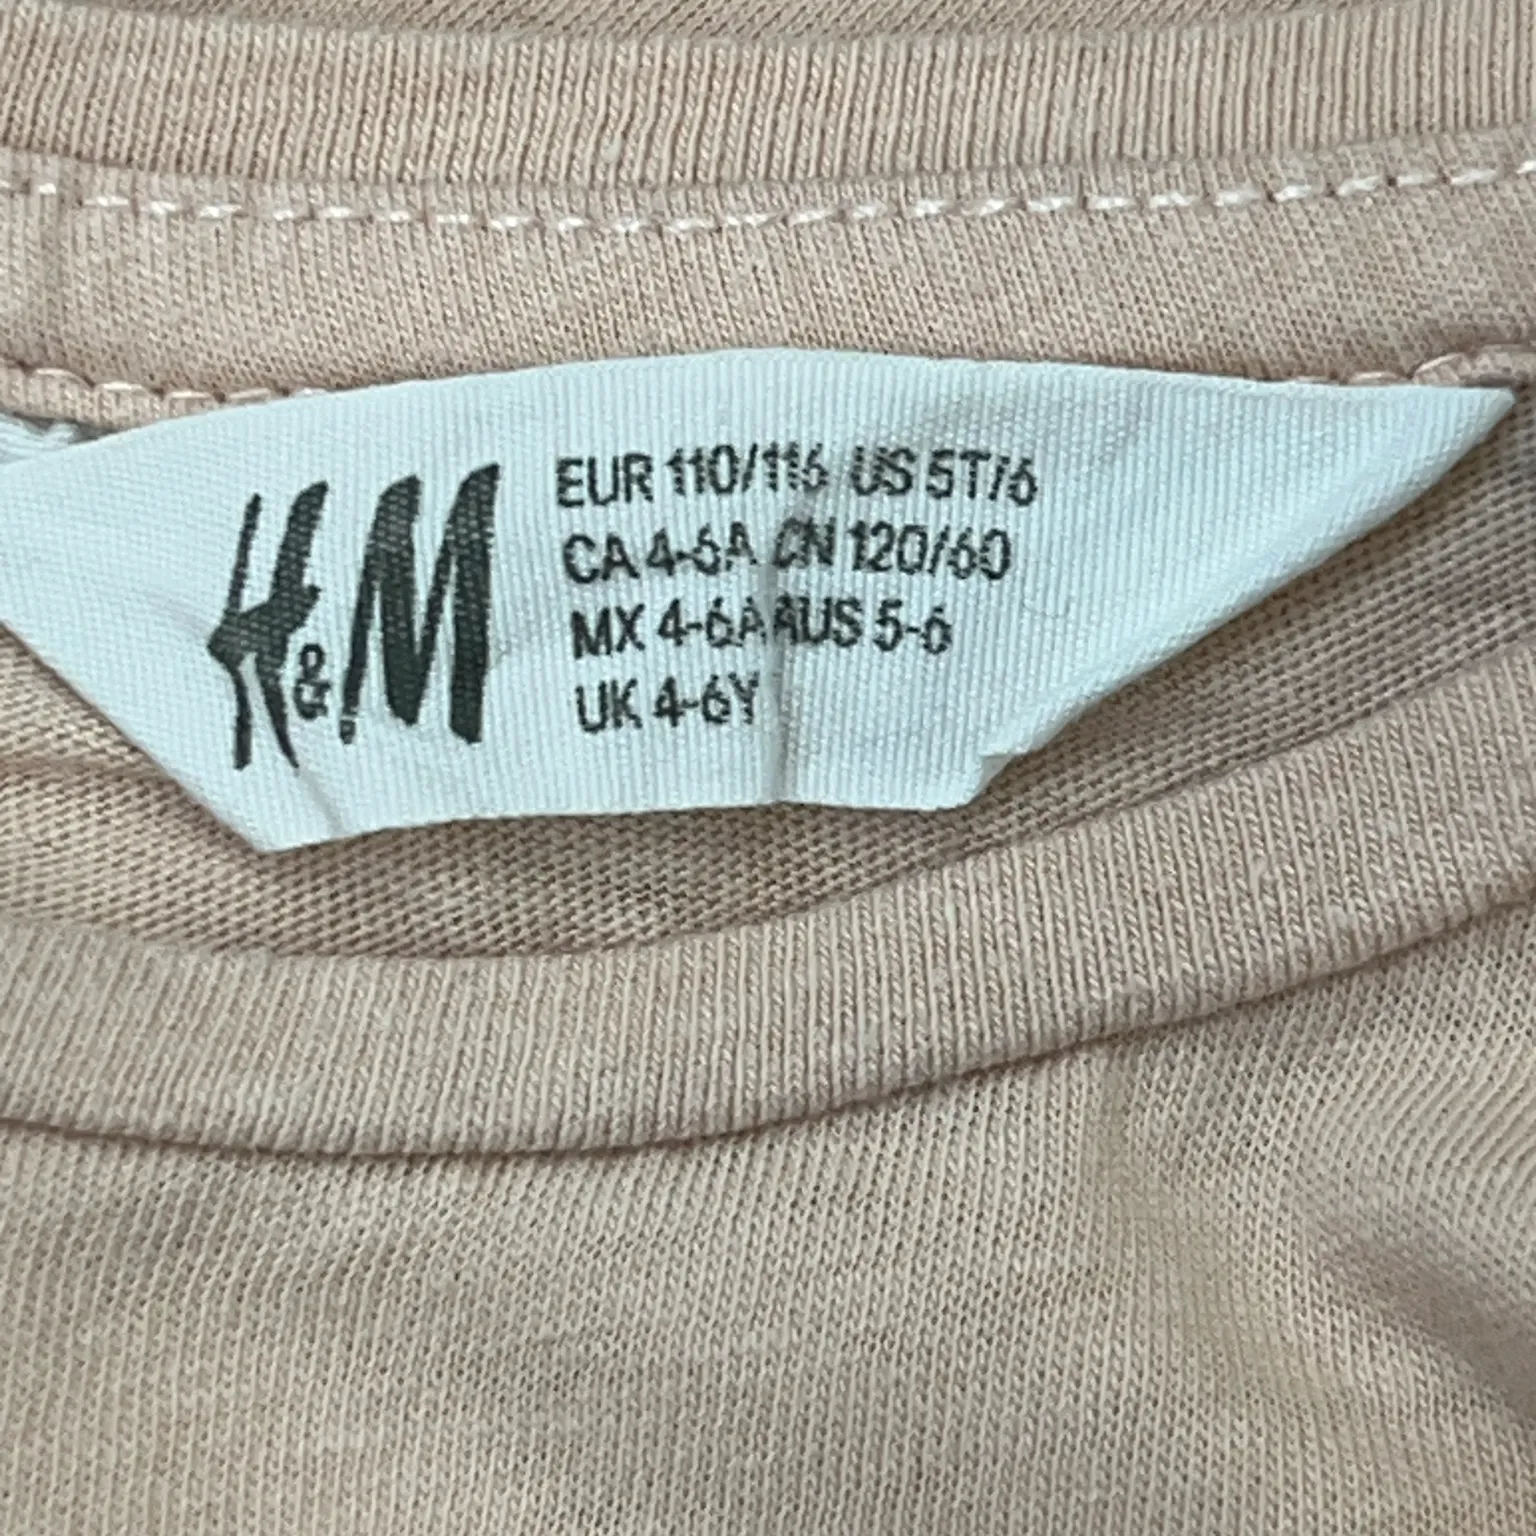 H&M
EUR 110/116 US 5T/6
CA 4-6A CN 120/60
MX 4-6A AUS 5-6
UK 4-6Y